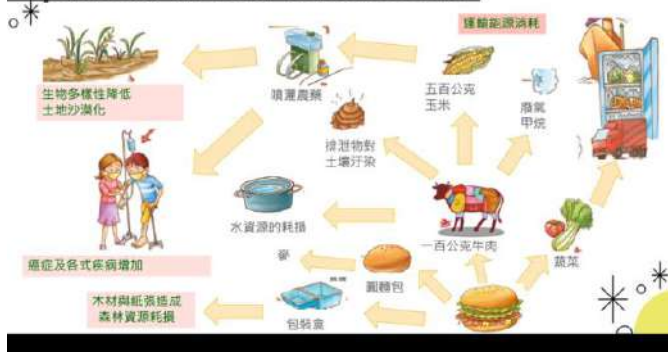 運輸能源消耗
生物多樣性降低
土地沙漠化
噴灑農藥
五百公克
玉米
廢氣
甲烷
排泄物對
土壤汙染
水資源的耗損
一百公克牛肉
蔬菜
癌症及各式疾病增加
麥
圓麵包
木材與紙張造成
森林資源耗損
包裝盒